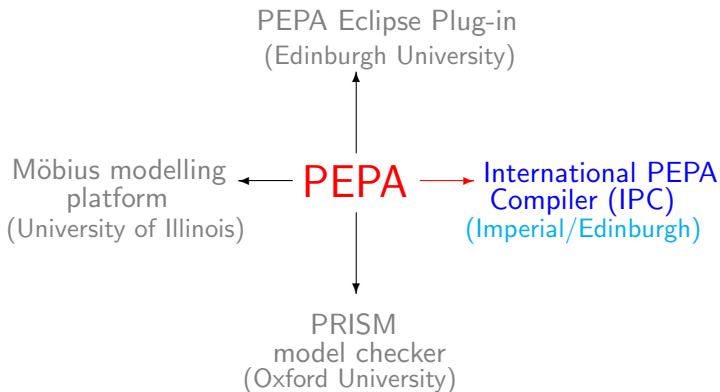 PEPA Eclipse Plug-in
(Edinburgh University)
Möbius modelling
platform
(University of Illinois)
PEPA
International PEPA
Compiler (IPC)
(Imperial/Edinburgh)
PRISM
model checker
(Oxford University)